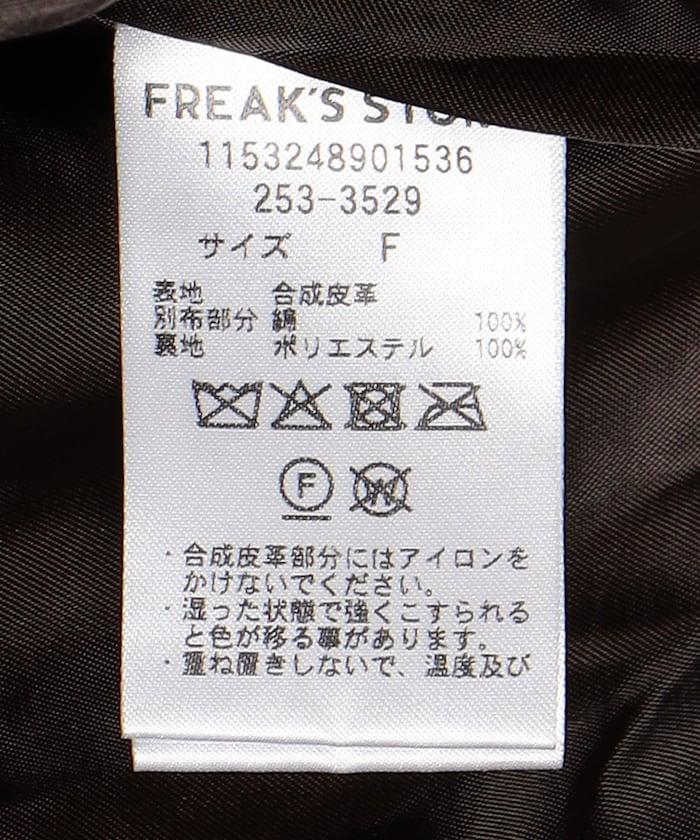 FREAK'S STOR
1153248901536
253-3529
サイズ F
表地 合成皮革
別布部分 綿 100%
裏地 ポリエステル 100%
F W
・合成皮革部分にはアイロンを
かけないでください。
・湿った状態で強くこすられる
と色が移る事があります。
・重ね置きしないで、温度及び